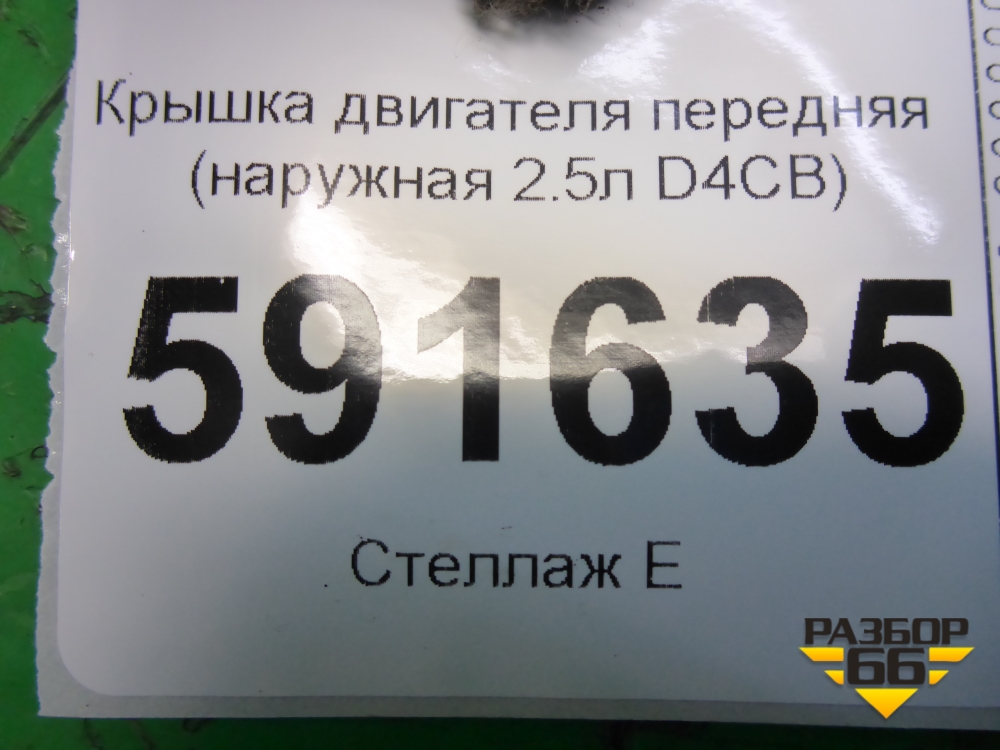 Крышка двигателя передняя
(наружная 2.5л D4CB)
591635
Стеллаж Е
РАЗБОР
66